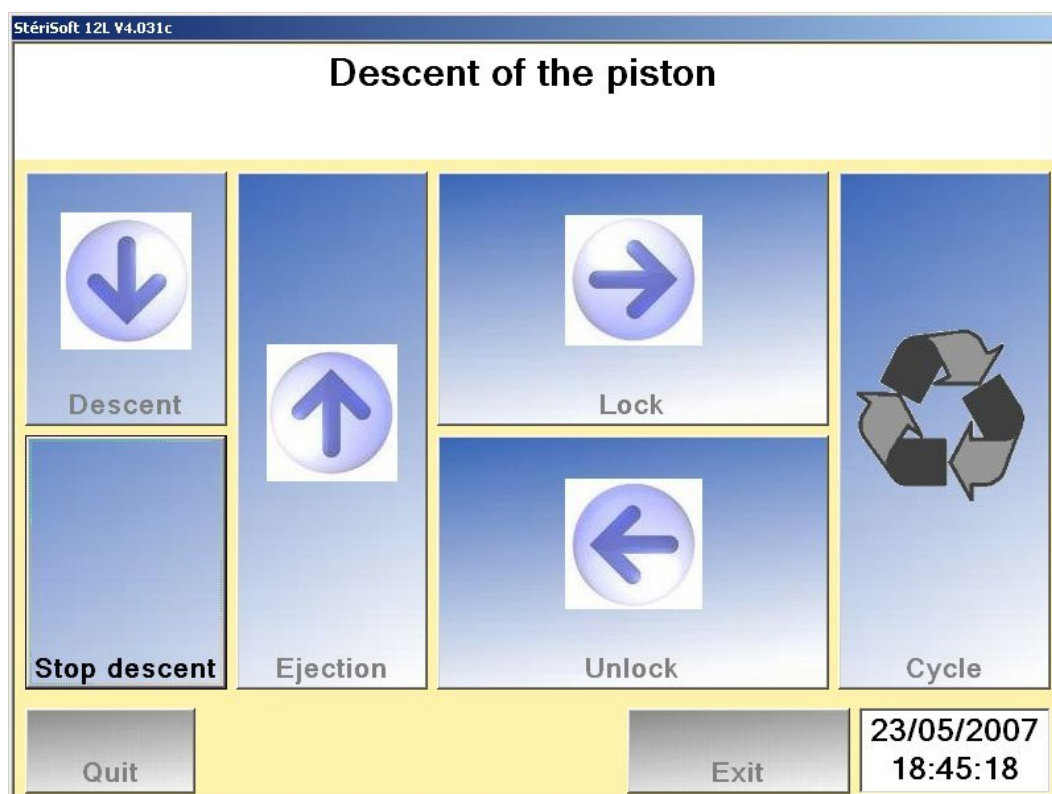 StériSoft 12L V4.031c
Descent of the piston
Descent
Lock
Stop descent
Ejection
Unlock
Cycle
Quit
Exit
23/05/2007
18:45:18